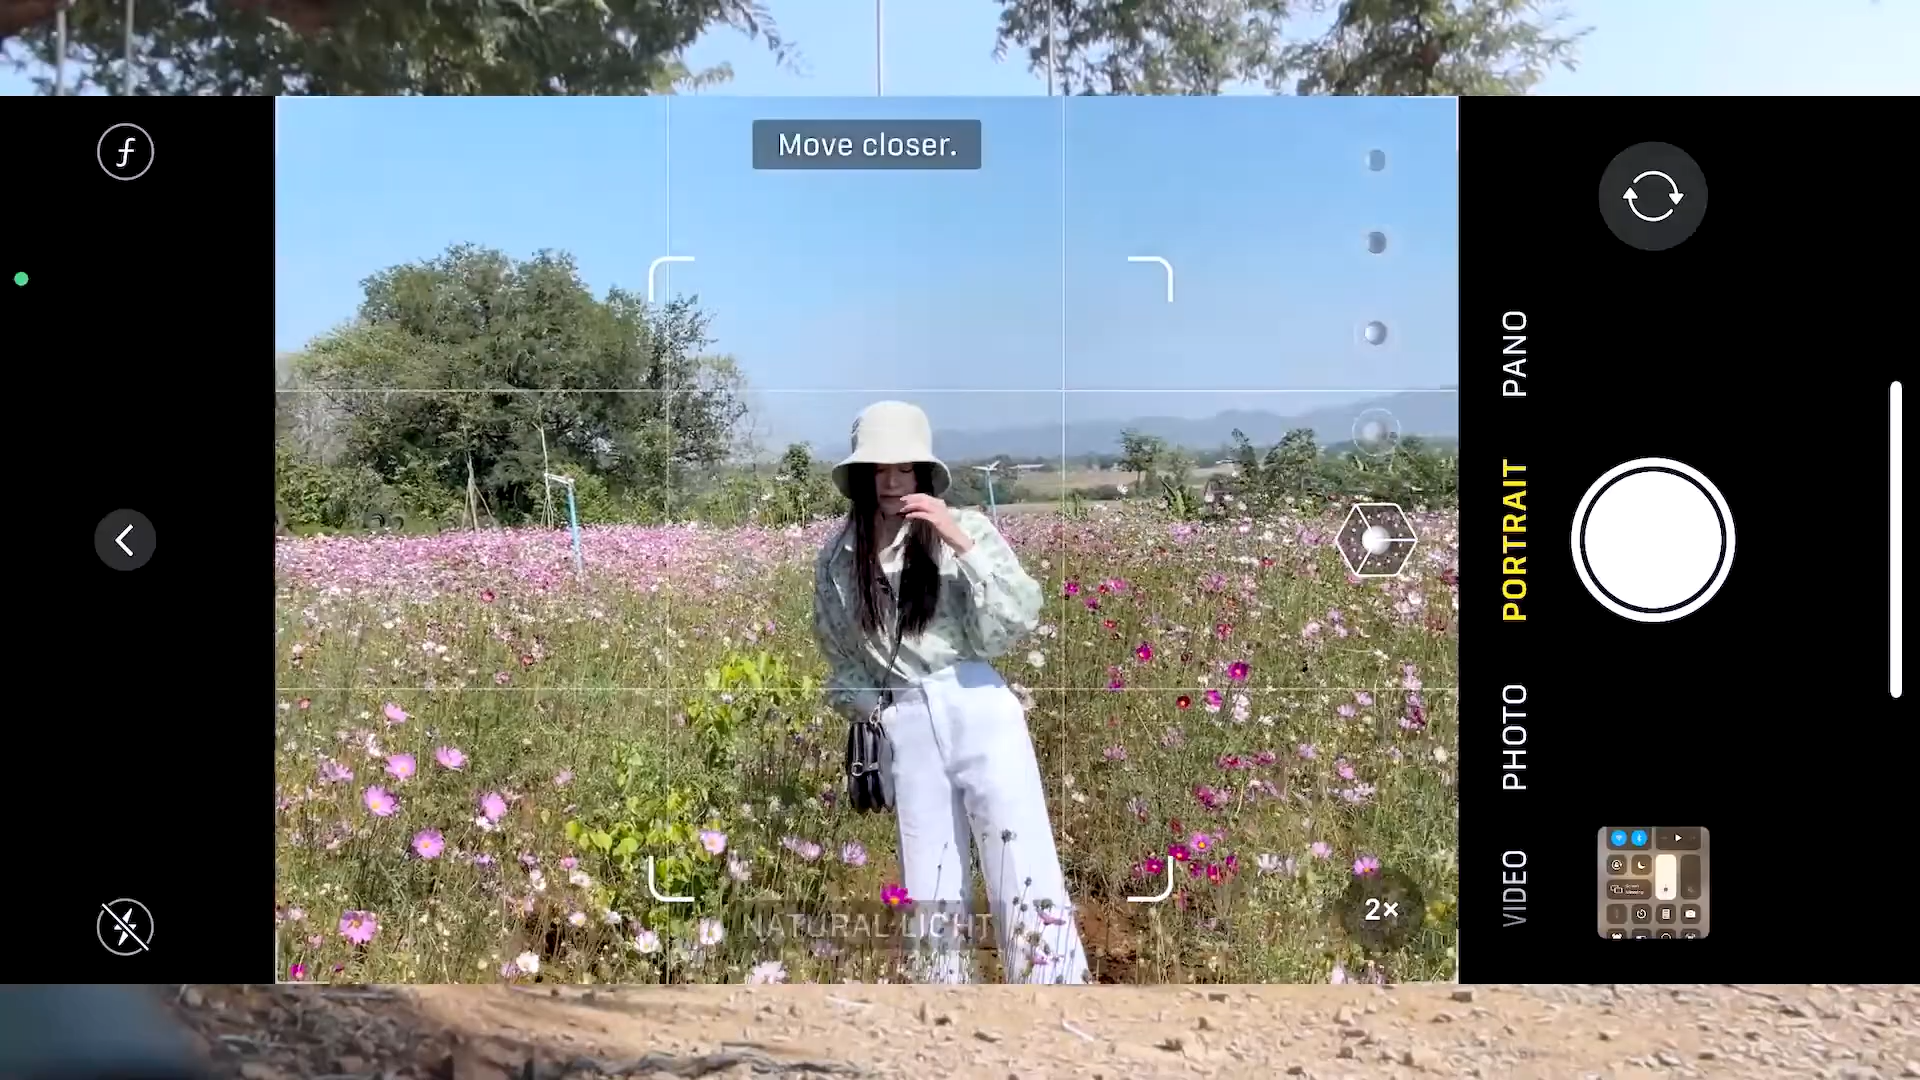 Move closer.
PANO
PORTRAIT
PHOTO
VIDEO
2×
NATURAL LIGHT
f